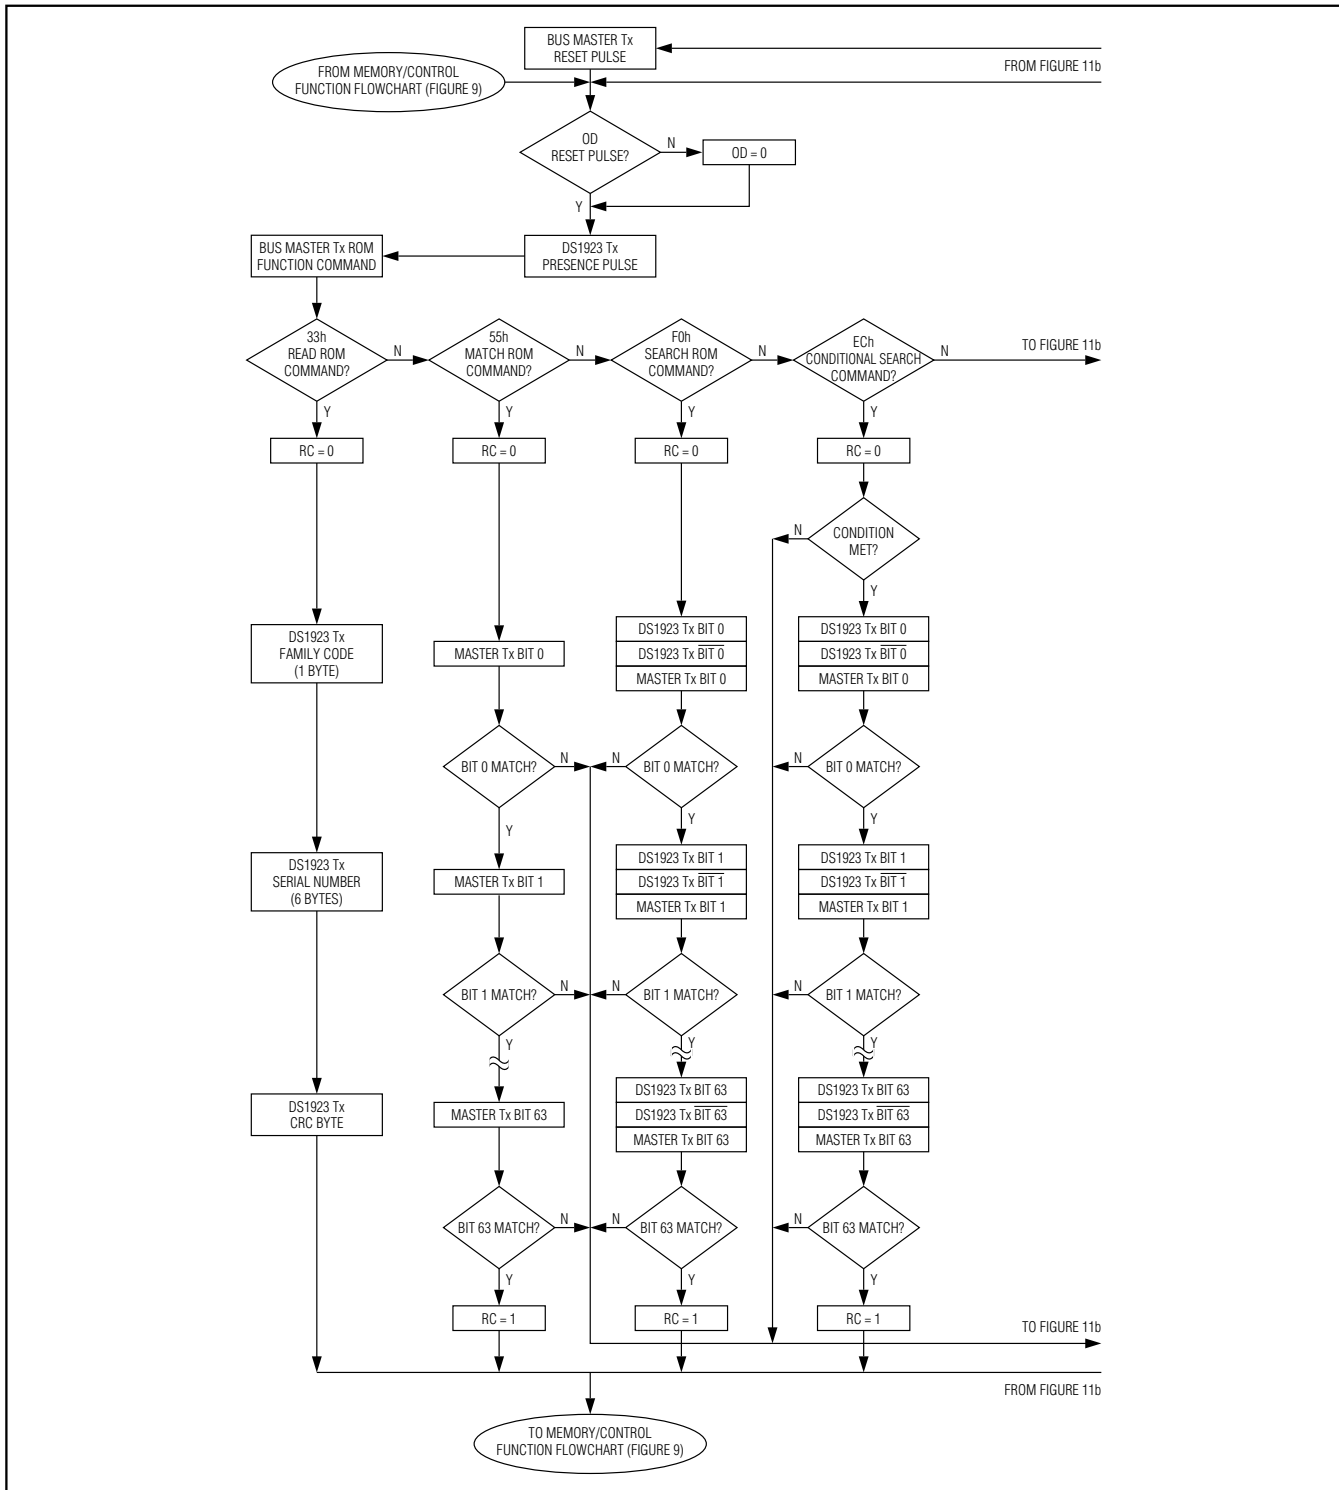 BUS MASTER Tx
RESET PULSE
FROM FIGURE 11b
FROM MEMORY/CONTROL
FUNCTION FLOWCHART (FIGURE 9)
OD
RESET PULSE?
N
OD = 0
Y
BUS MASTER Tx ROM
FUNCTION COMMAND
DS1923 Tx
PRESENCE PULSE
33h
READ ROM
COMMAND?
N
55h
MATCH ROM
COMMAND?
N
F0h
SEARCH ROM
COMMAND?
N
ECh
CONDITIONAL SEARCH
COMMAND?
N
TO FIGURE 11b
Y
Y
Y
Y
RC = 0
RC = 0
RC = 0
RC = 0
N
CONDITION
MET?
Y
DS1923 Tx
FAMILY CODE
(1 BYTE)
MASTER Tx BIT 0
DS1923 Tx BIT 0
DS1923 Tx B̅I̅T̅ ̅0̅
MASTER Tx BIT 0
DS1923 Tx BIT 0
DS1923 Tx B̅I̅T̅ ̅0̅
MASTER Tx BIT 0
BIT 0 MATCH?
N
N
BIT 0 MATCH?
N
BIT 0 MATCH?
Y
Y
Y
DS1923 Tx
SERIAL NUMBER
(6 BYTES)
MASTER Tx BIT 1
DS1923 Tx BIT 1
DS1923 Tx B̅I̅T̅ ̅1̅
MASTER Tx BIT 1
DS1923 Tx BIT 1
DS1923 Tx B̅I̅T̅ ̅1̅
MASTER Tx BIT 1
BIT 1 MATCH?
N
N
BIT 1 MATCH?
N
BIT 1 MATCH?
Y
Y
Y
DS1923 Tx
CRC BYTE
MASTER Tx BIT 63
DS1923 Tx BIT 63
DS1923 Tx B̅I̅T̅ ̅6̅3̅
MASTER Tx BIT 63
DS1923 Tx BIT 63
DS1923 Tx B̅I̅T̅ ̅6̅3̅
MASTER Tx BIT 63
BIT 63 MATCH?
N
N
BIT 63 MATCH?
N
BIT 63 MATCH?
Y
Y
Y
RC = 1
RC = 1
RC = 1
TO FIGURE 11b
FROM FIGURE 11b
TO MEMORY/CONTROL
FUNCTION FLOWCHART (FIGURE 9)